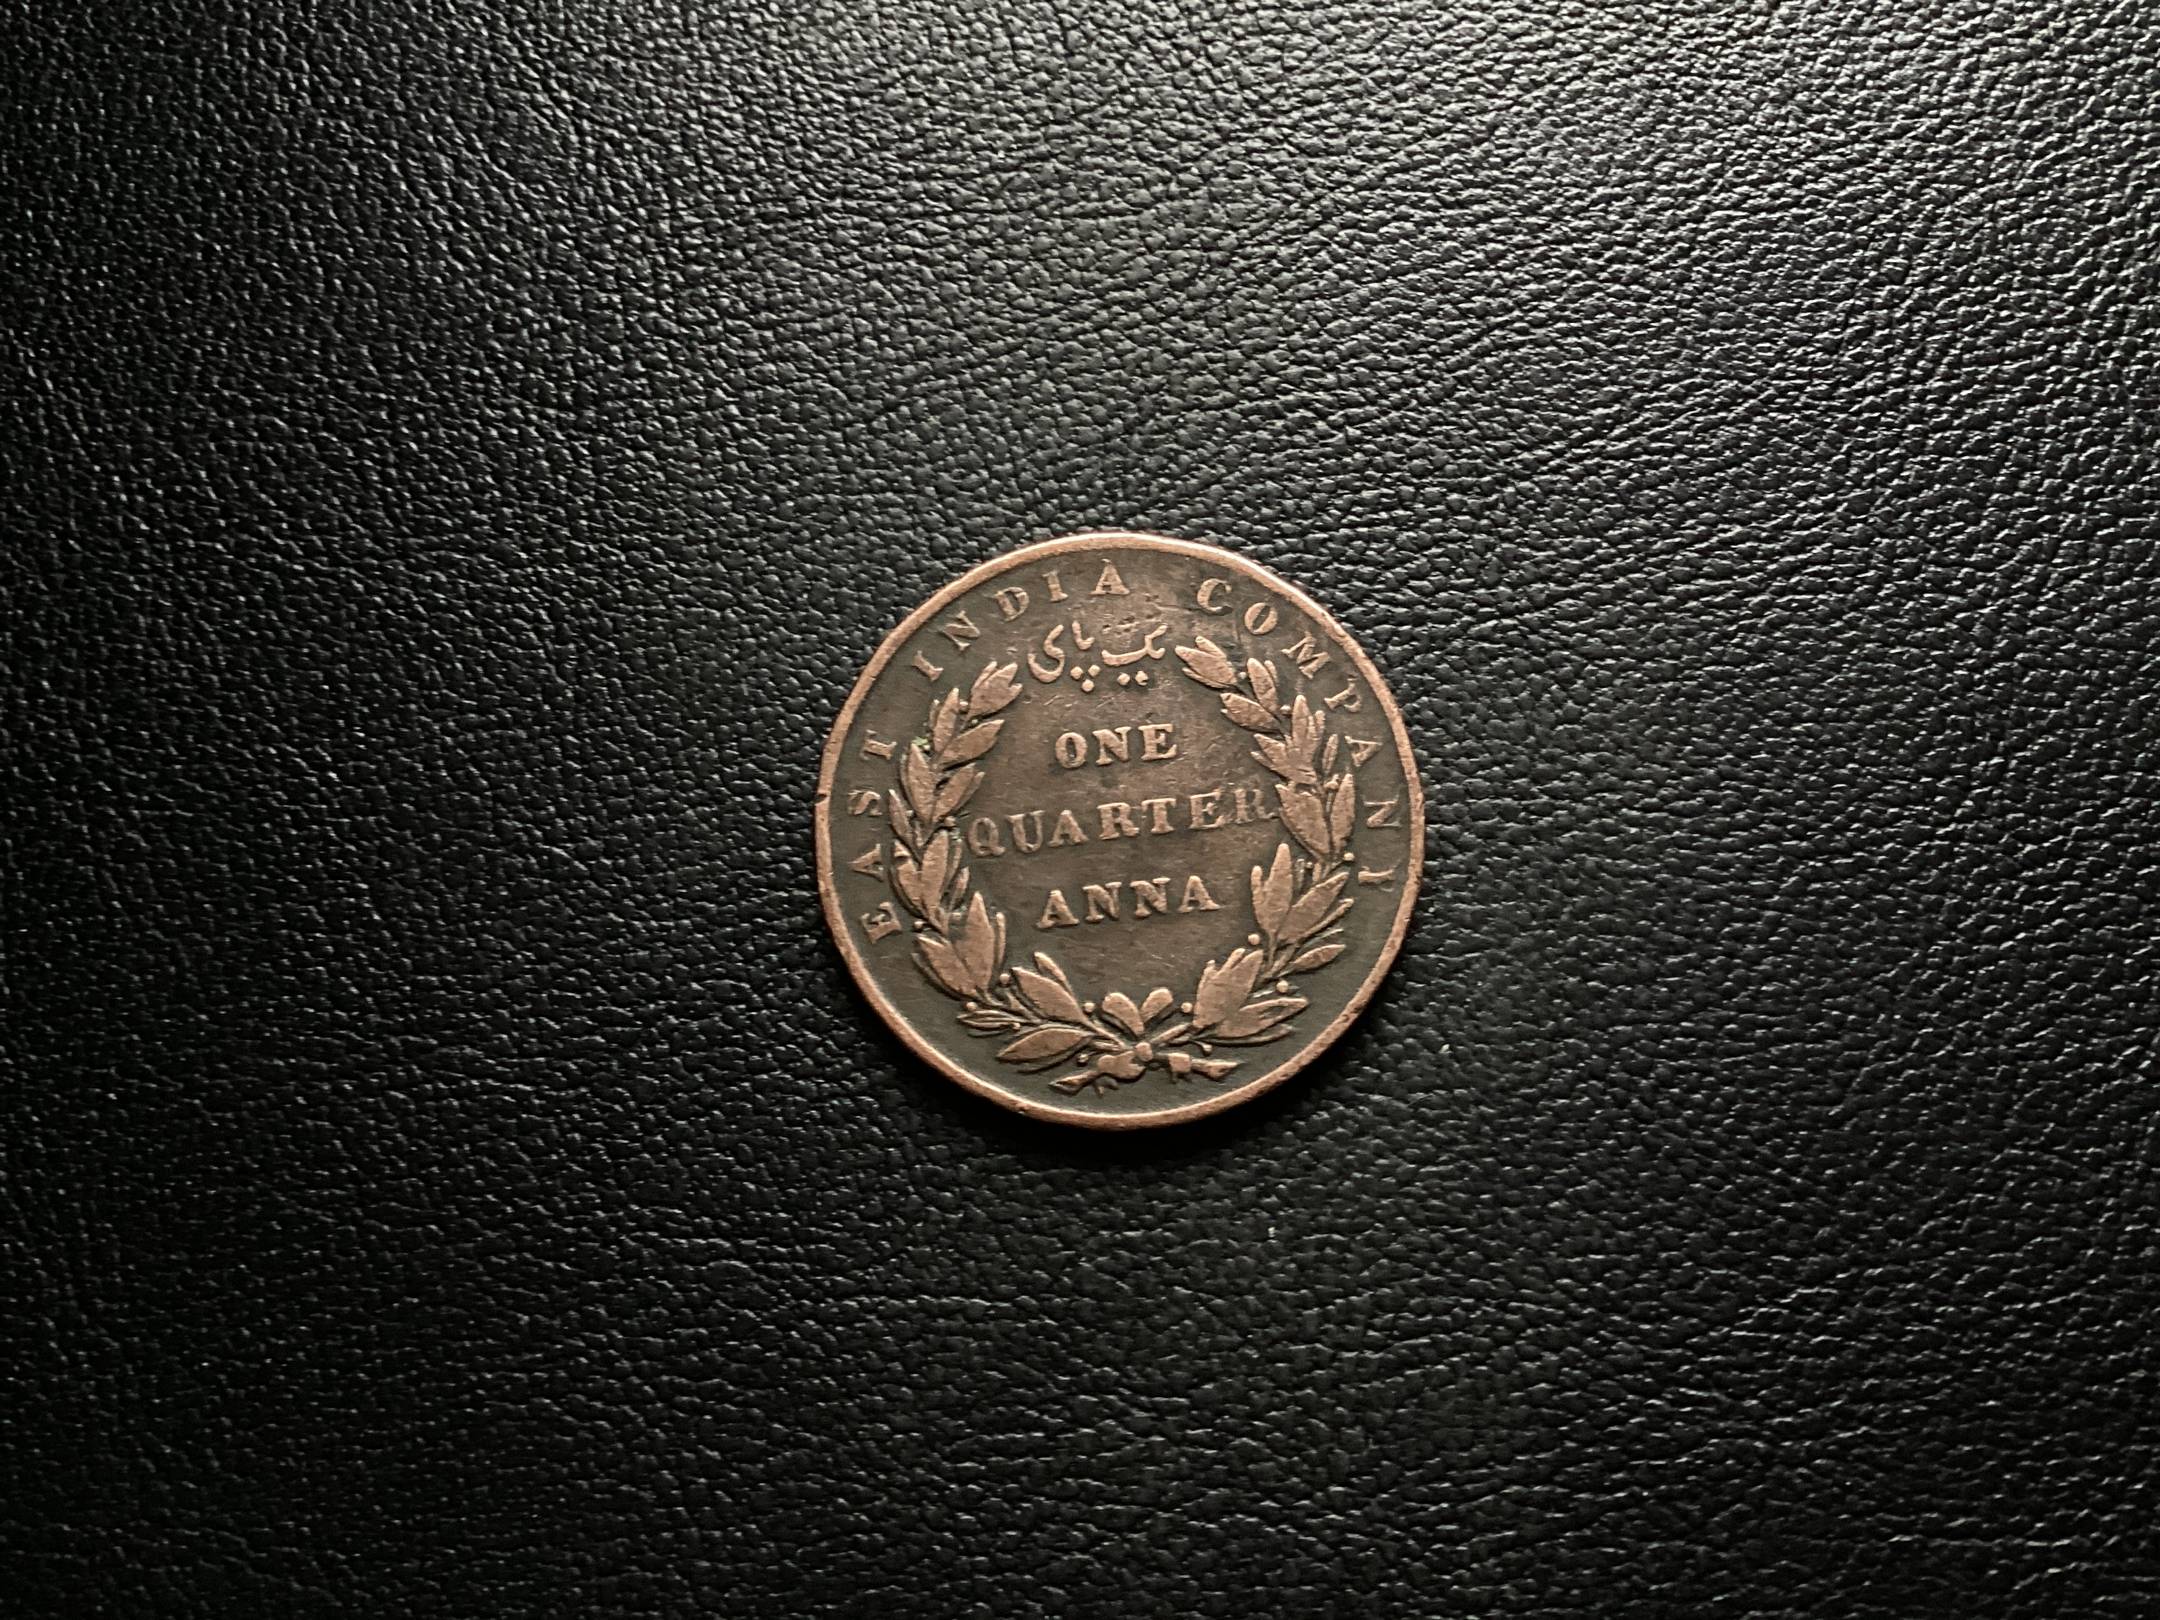 EAST INDIA COMPANY
یک پای
ONE
QUARTER
ANNA